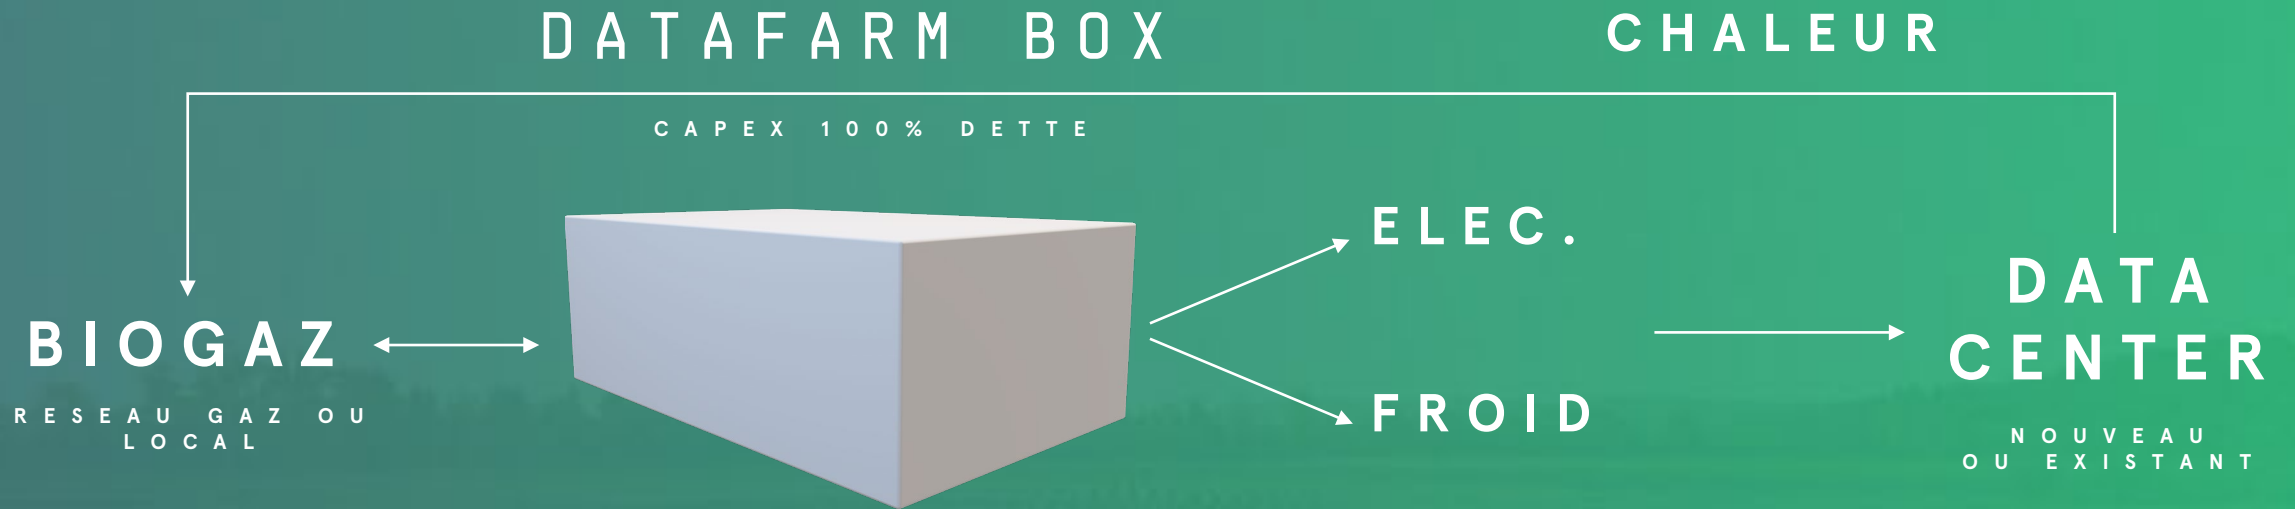 DATAFARM BOX
CHALEUR
CAPEX 100% DETTE
BIOGAZ
RESEAU GAZ OU
LOCAL
ELEC.
FROID
DATA
CENTER
NOUVEAU
OU EXISTANT